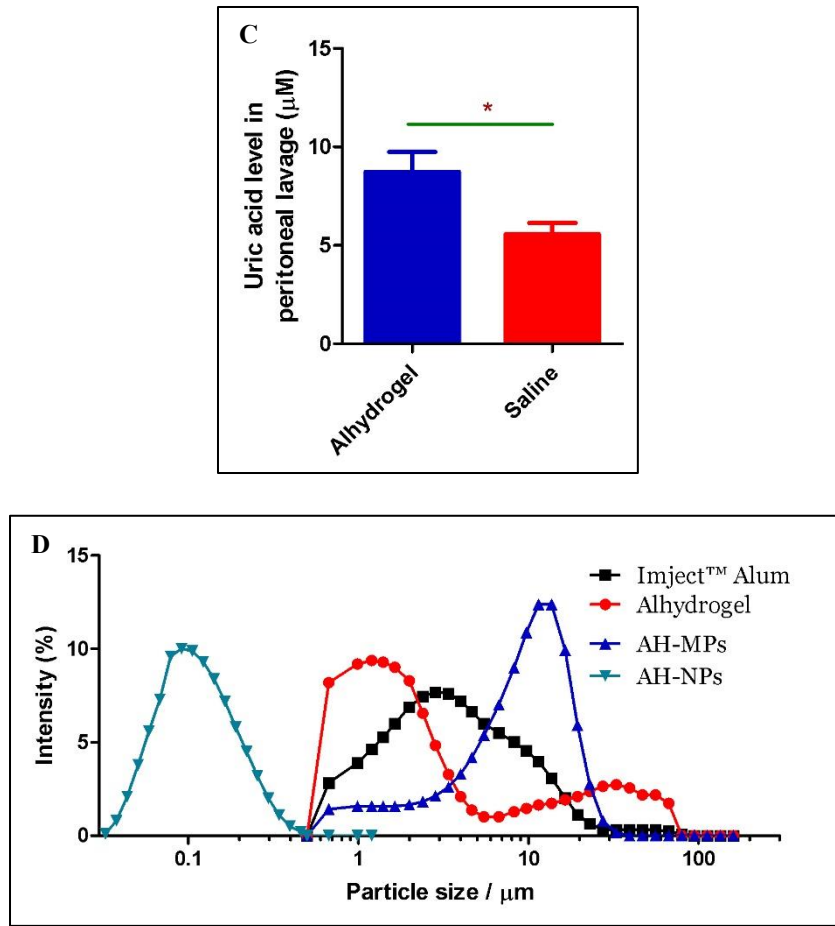 C
Uric acid level in
peritoneal lavage (μM)
15
10
5
0
*
Alhydrogel
Saline
D
Intensity (%)
15
10
5
0
Imject™ Alum
Alhydrogel
AH-MPs
AH-NPs
0.1
1
10
100
Particle size / μm